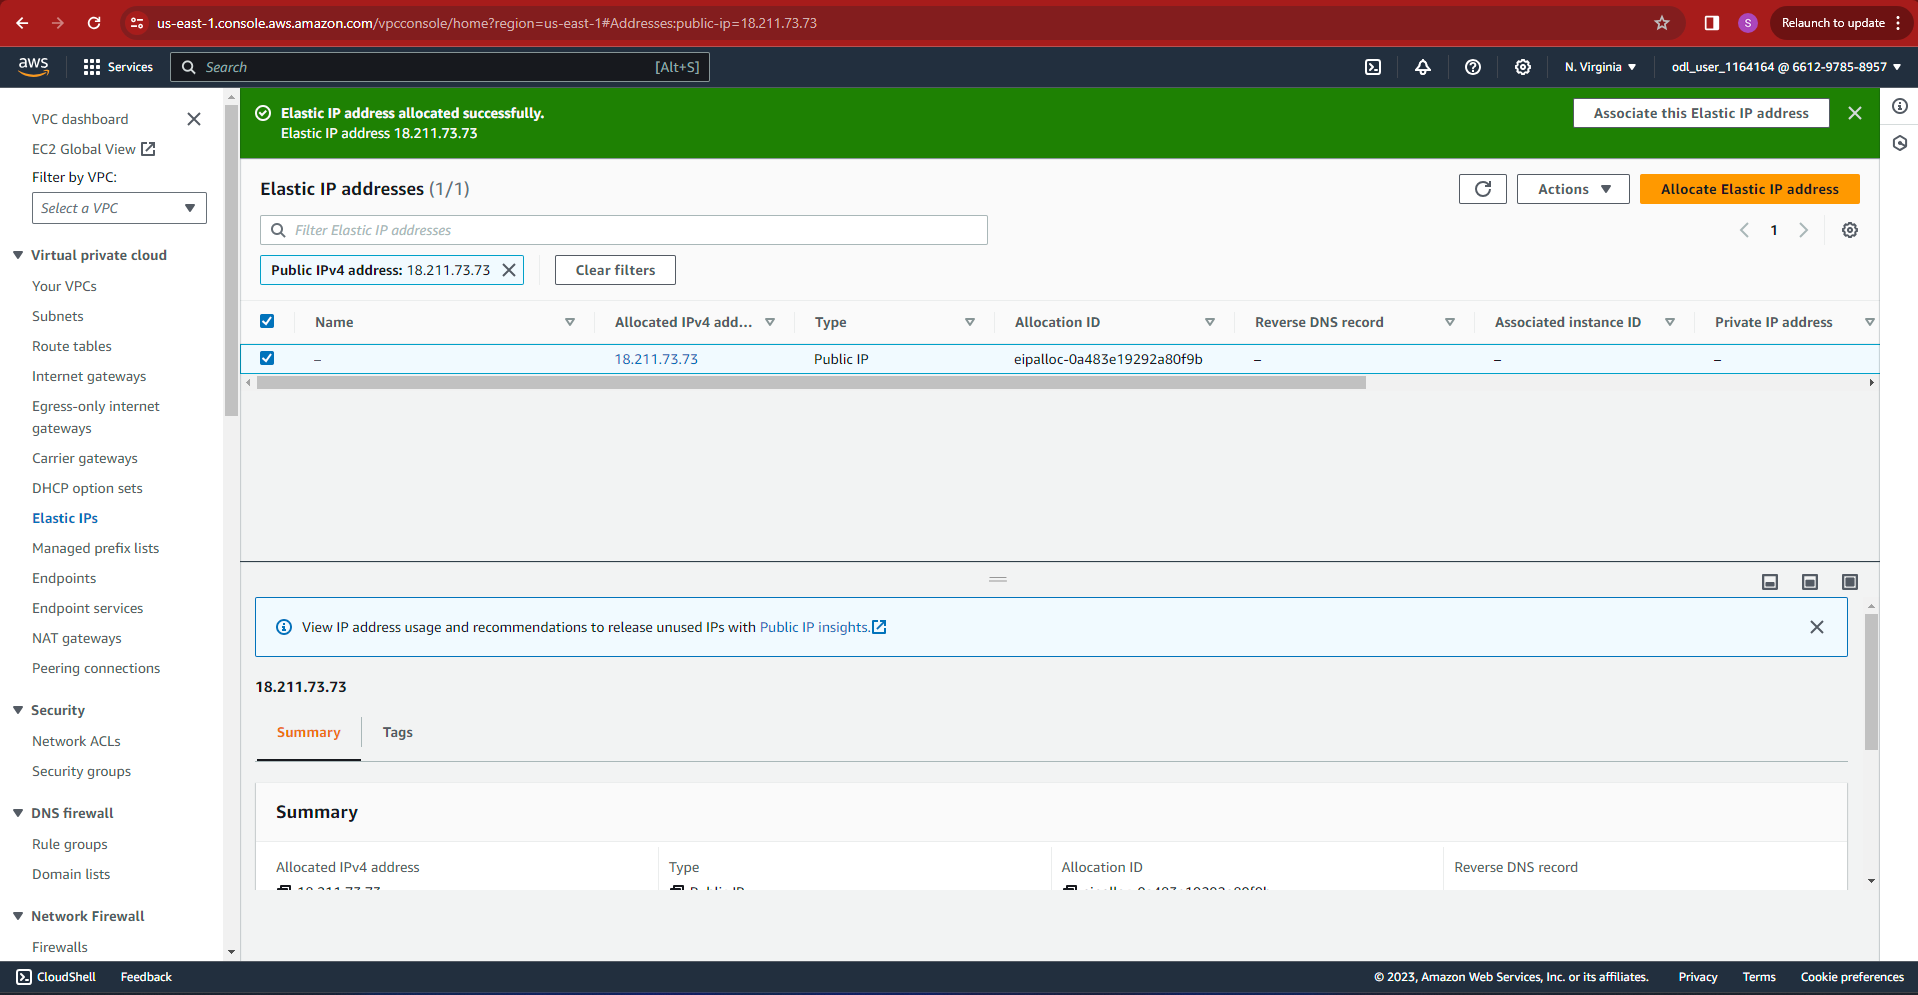 us-east-1.console.aws.amazon.com/vpcconsole/home?region=us-east-1#Addresses:public-ip=18.211.73.73
S
Relaunch to update
aws
Services
Search
[Alt+S]
N. Virginia
odl_user_1164164 @ 6612-9785-8957
VPC dashboard
EC2 Global View
Filter by VPC:
Select a VPC
Virtual private cloud
Your VPCs
Subnets
Route tables
Internet gateways
Egress-only internet
gateways
Carrier gateways
DHCP option sets
Elastic IPs
Managed prefix lists
Endpoints
Endpoint services
NAT gateways
Peering connections
Security
Network ACLs
Security groups
DNS firewall
Rule groups
Domain lists
Network Firewall
Firewalls
Elastic IP address allocated successfully.
Elastic IP address 18.211.73.73
Associate this Elastic IP address
Elastic IP addresses (1/1)
Actions
Allocate Elastic IP address
Filter Elastic IP addresses
1
Public IPv4 address: 18.211.73.73
Clear filters
Name Allocated IPv4 add... Type Allocation ID Reverse DNS record Associated instance ID Private IP address
– 18.211.73.73 Public IP eipalloc-0a483e19292a80f9b – – –
View IP address usage and recommendations to release unused IPs with Public IP insights.
18.211.73.73
Summary
Tags
Summary
Allocated IPv4 address Type Allocation ID Reverse DNS record
18.211.73.73 Public IP eipalloc-0a483e19292a80f9b
CloudShell
Feedback
© 2023, Amazon Web Services, Inc. or its affiliates.
Privacy
Terms
Cookie preferences